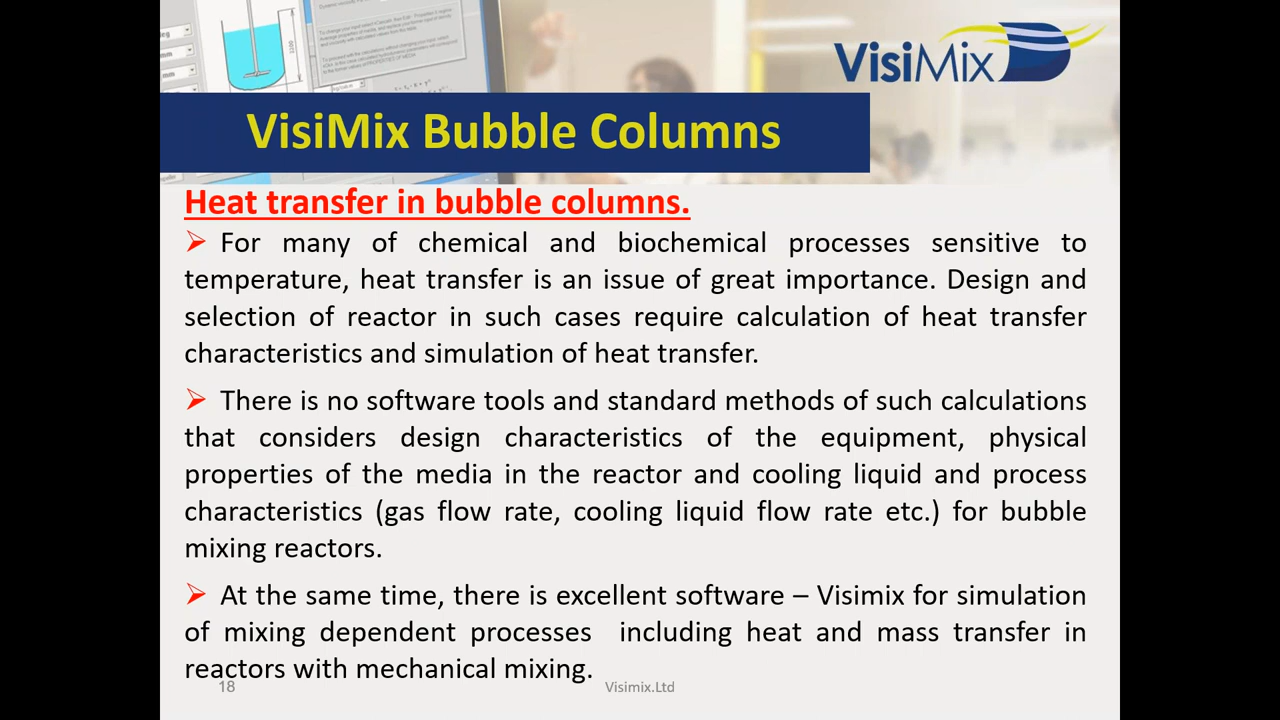 VisiMix
VisiMix Bubble Columns
Heat transfer in bubble columns.
➢ For many of chemical and biochemical processes sensitive to
temperature, heat transfer is an issue of great importance. Design and
selection of reactor in such cases require calculation of heat transfer
characteristics and simulation of heat transfer.
➢ There is no software tools and standard methods of such calculations
that considers design characteristics of the equipment, physical
properties of the media in the reactor and cooling liquid and process
characteristics (gas flow rate, cooling liquid flow rate etc.) for bubble
mixing reactors.
➢ At the same time, there is excellent software – Visimix for simulation
of mixing dependent processes including heat and mass transfer in
reactors with mechanical mixing.
18
Visimix.Ltd